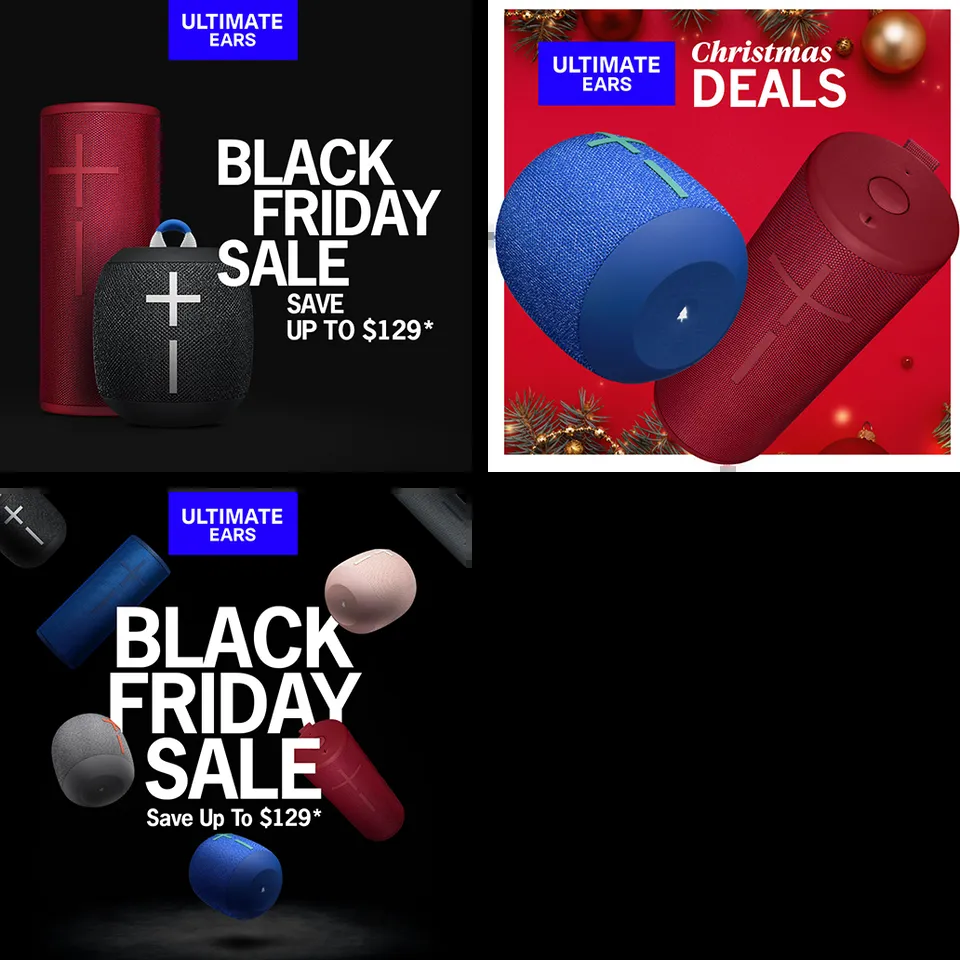 ULTIMATE
EARS
BLACK
FRIDAY
SALE
SAVE
UP TO $129*
ULTIMATE
EARS
Christmas
DEALS
ULTIMATE
EARS
BLACK
FRIDAY
SALE
Save Up To $129*